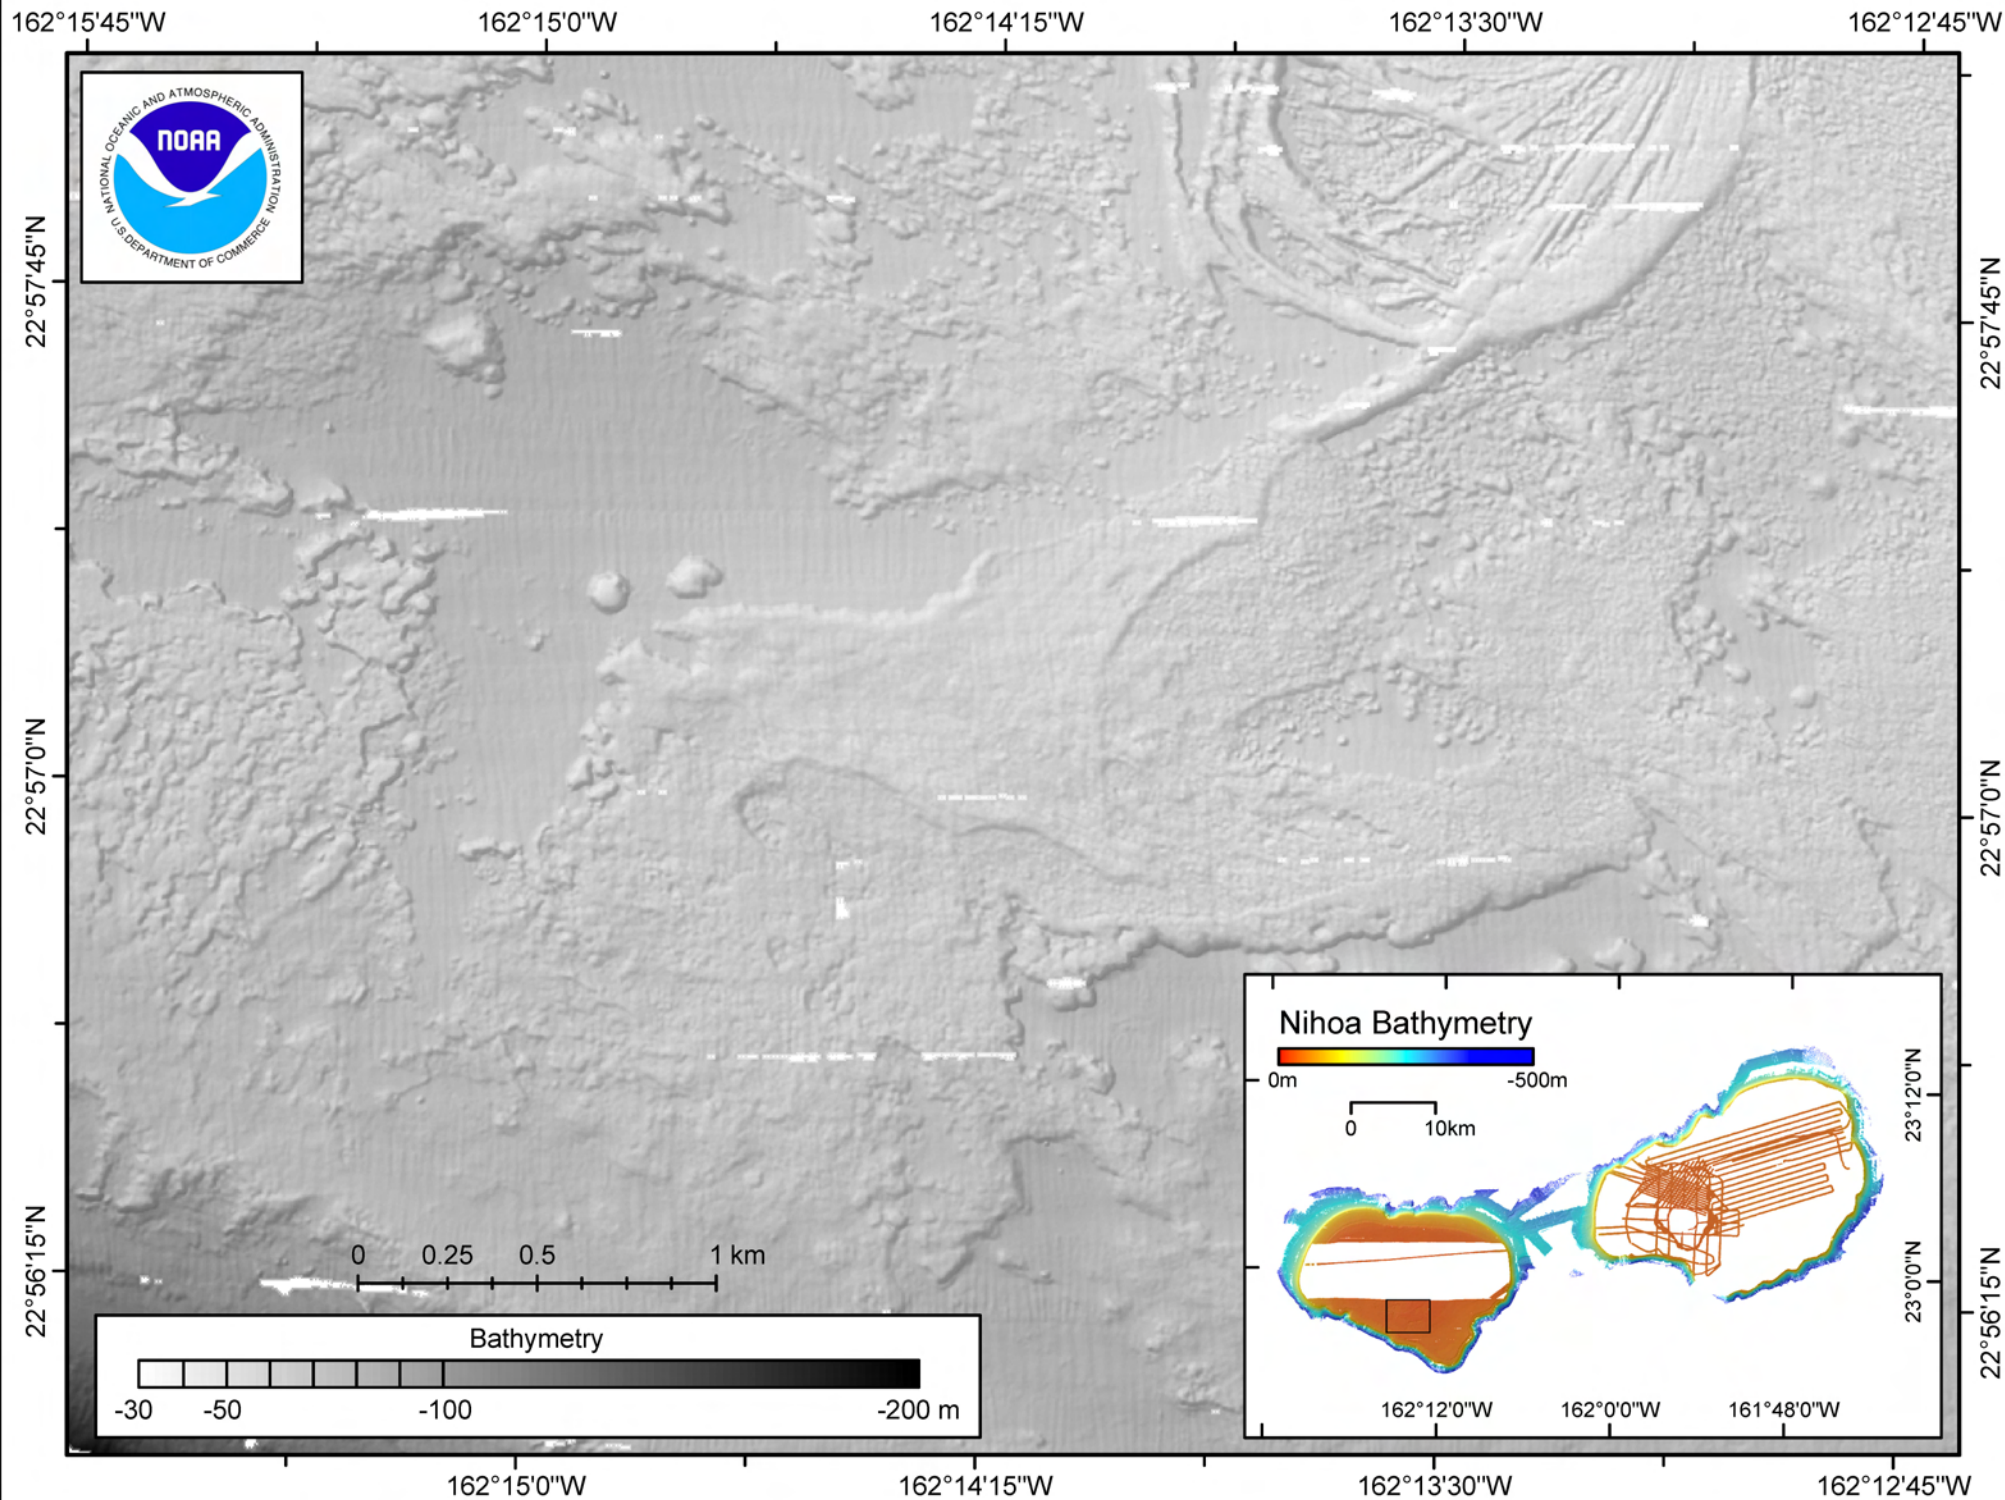 162°15'45"W 162°15'0"W 162°14'15"W 162°13'30"W 162°12'45"W
NATIONAL OCEANIC AND ATMOSPHERIC ADMINISTRATION
NOAA
U.S. DEPARTMENT OF COMMERCE
22°57'45"N
22°57'45"N
22°57'0"N
22°57'0"N
22°56'15"N
22°56'15"N
0 0.25 0.5 1 km
Bathymetry
-30 -50 -100 -200 m
Nihoa Bathymetry
0m -500m
0 10km
23°12'0"N
23°0'0"N
162°12'0"W 162°0'0"W 161°48'0"W
162°15'0"W 162°14'15"W 162°13'30"W 162°12'45"W